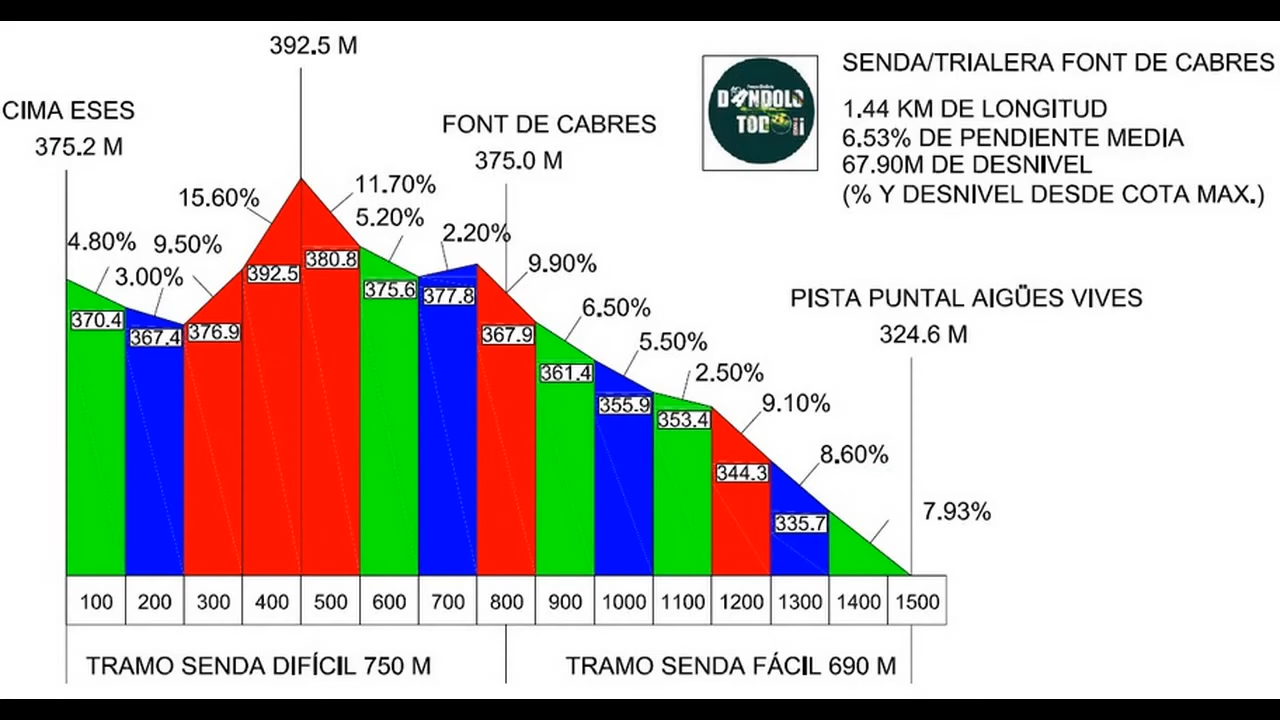 392.5 M
CIMA ESES
375.2 M
FONT DE CABRES
375.0 M
SENDA/TRIALERA FONT DE CABRES
1.44 KM DE LONGITUD
6.53% DE PENDIENTE MEDIA
67.90M DE DESNIVEL
(% Y DESNIVEL DESDE COTA MAX.)
DÁNDOLO
TODO
PISTA PUNTAL AIGÜES VIVES
324.6 M
4.80%
3.00%
9.50%
15.60%
11.70%
5.20%
2.20%
9.90%
6.50%
5.50%
2.50%
9.10%
8.60%
7.93%
370.4
367.4
376.9
392.5
380.8
375.6
377.8
367.9
361.4
355.9
353.4
344.3
335.7
100 200 300 400 500 600 700 800 900 1000 1100 1200 1300 1400 1500
TRAMO SENDA DIFÍCIL 750 M
TRAMO SENDA FÁCIL 690 M